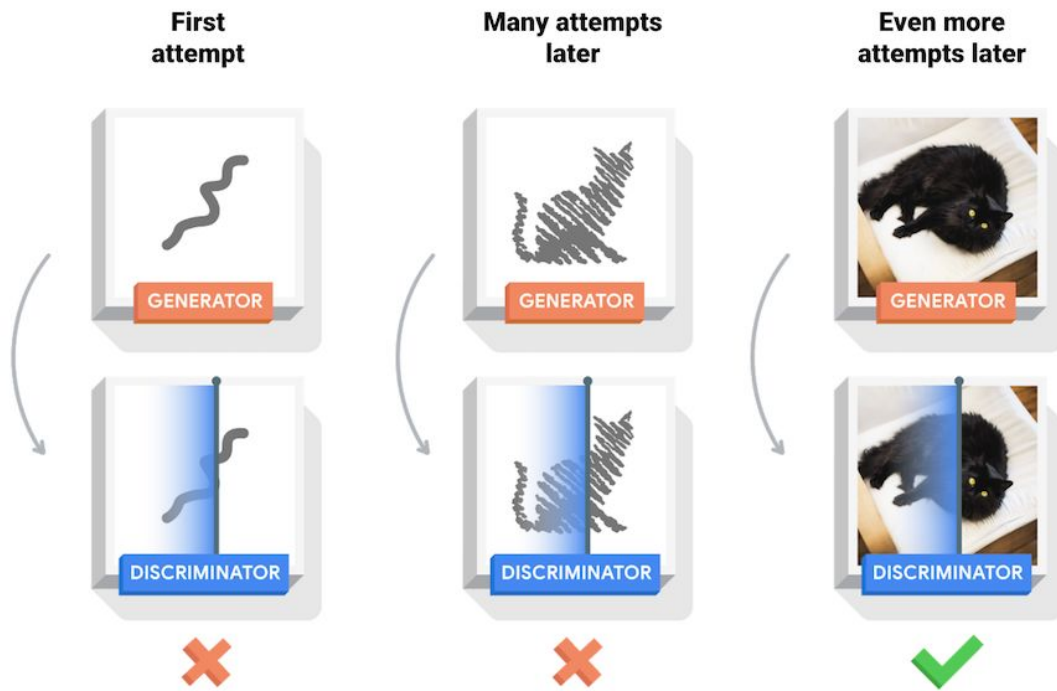 First
attempt
Many attempts
later
Even more
attempts later
GENERATOR
GENERATOR
GENERATOR
DISCRIMINATOR
DISCRIMINATOR
DISCRIMINATOR